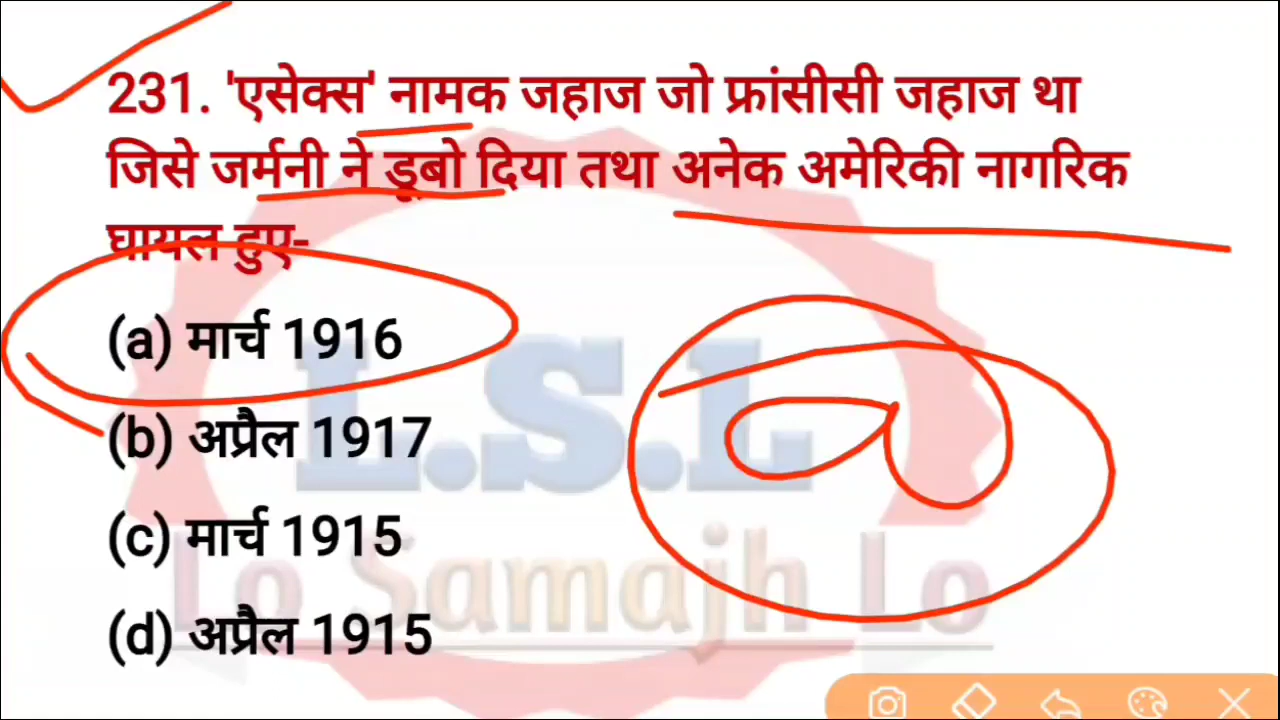 231. 'एसेक्स' नामक जहाज जो फ्रांसीसी जहाज था
जिसे जर्मनी ने डूबो दिया तथा अनेक अमेरिकी नागरिक
घायल हुए-
(a) मार्च 1916
(b) अप्रैल 1917
(c) मार्च 1915
(d) अप्रैल 1915
L.S.L
Lo Samajh Lo